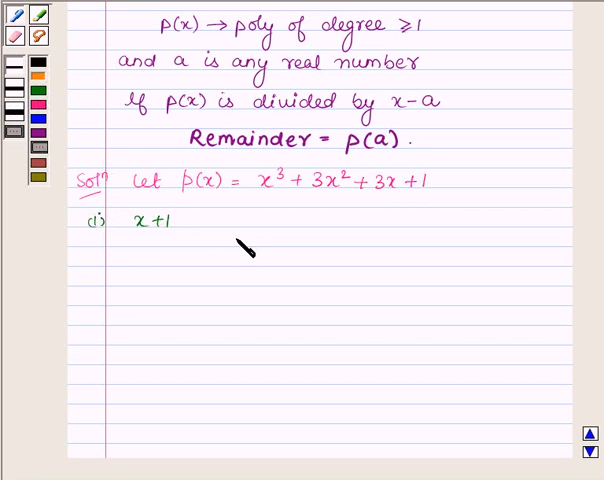 p(x) → poly of degree ≥ 1
and a is any real number
If p(x) is divided by x - a
Remainder = p(a).
Solⁿ Let p(x) = x³ + 3x² + 3x + 1
(i) x + 1